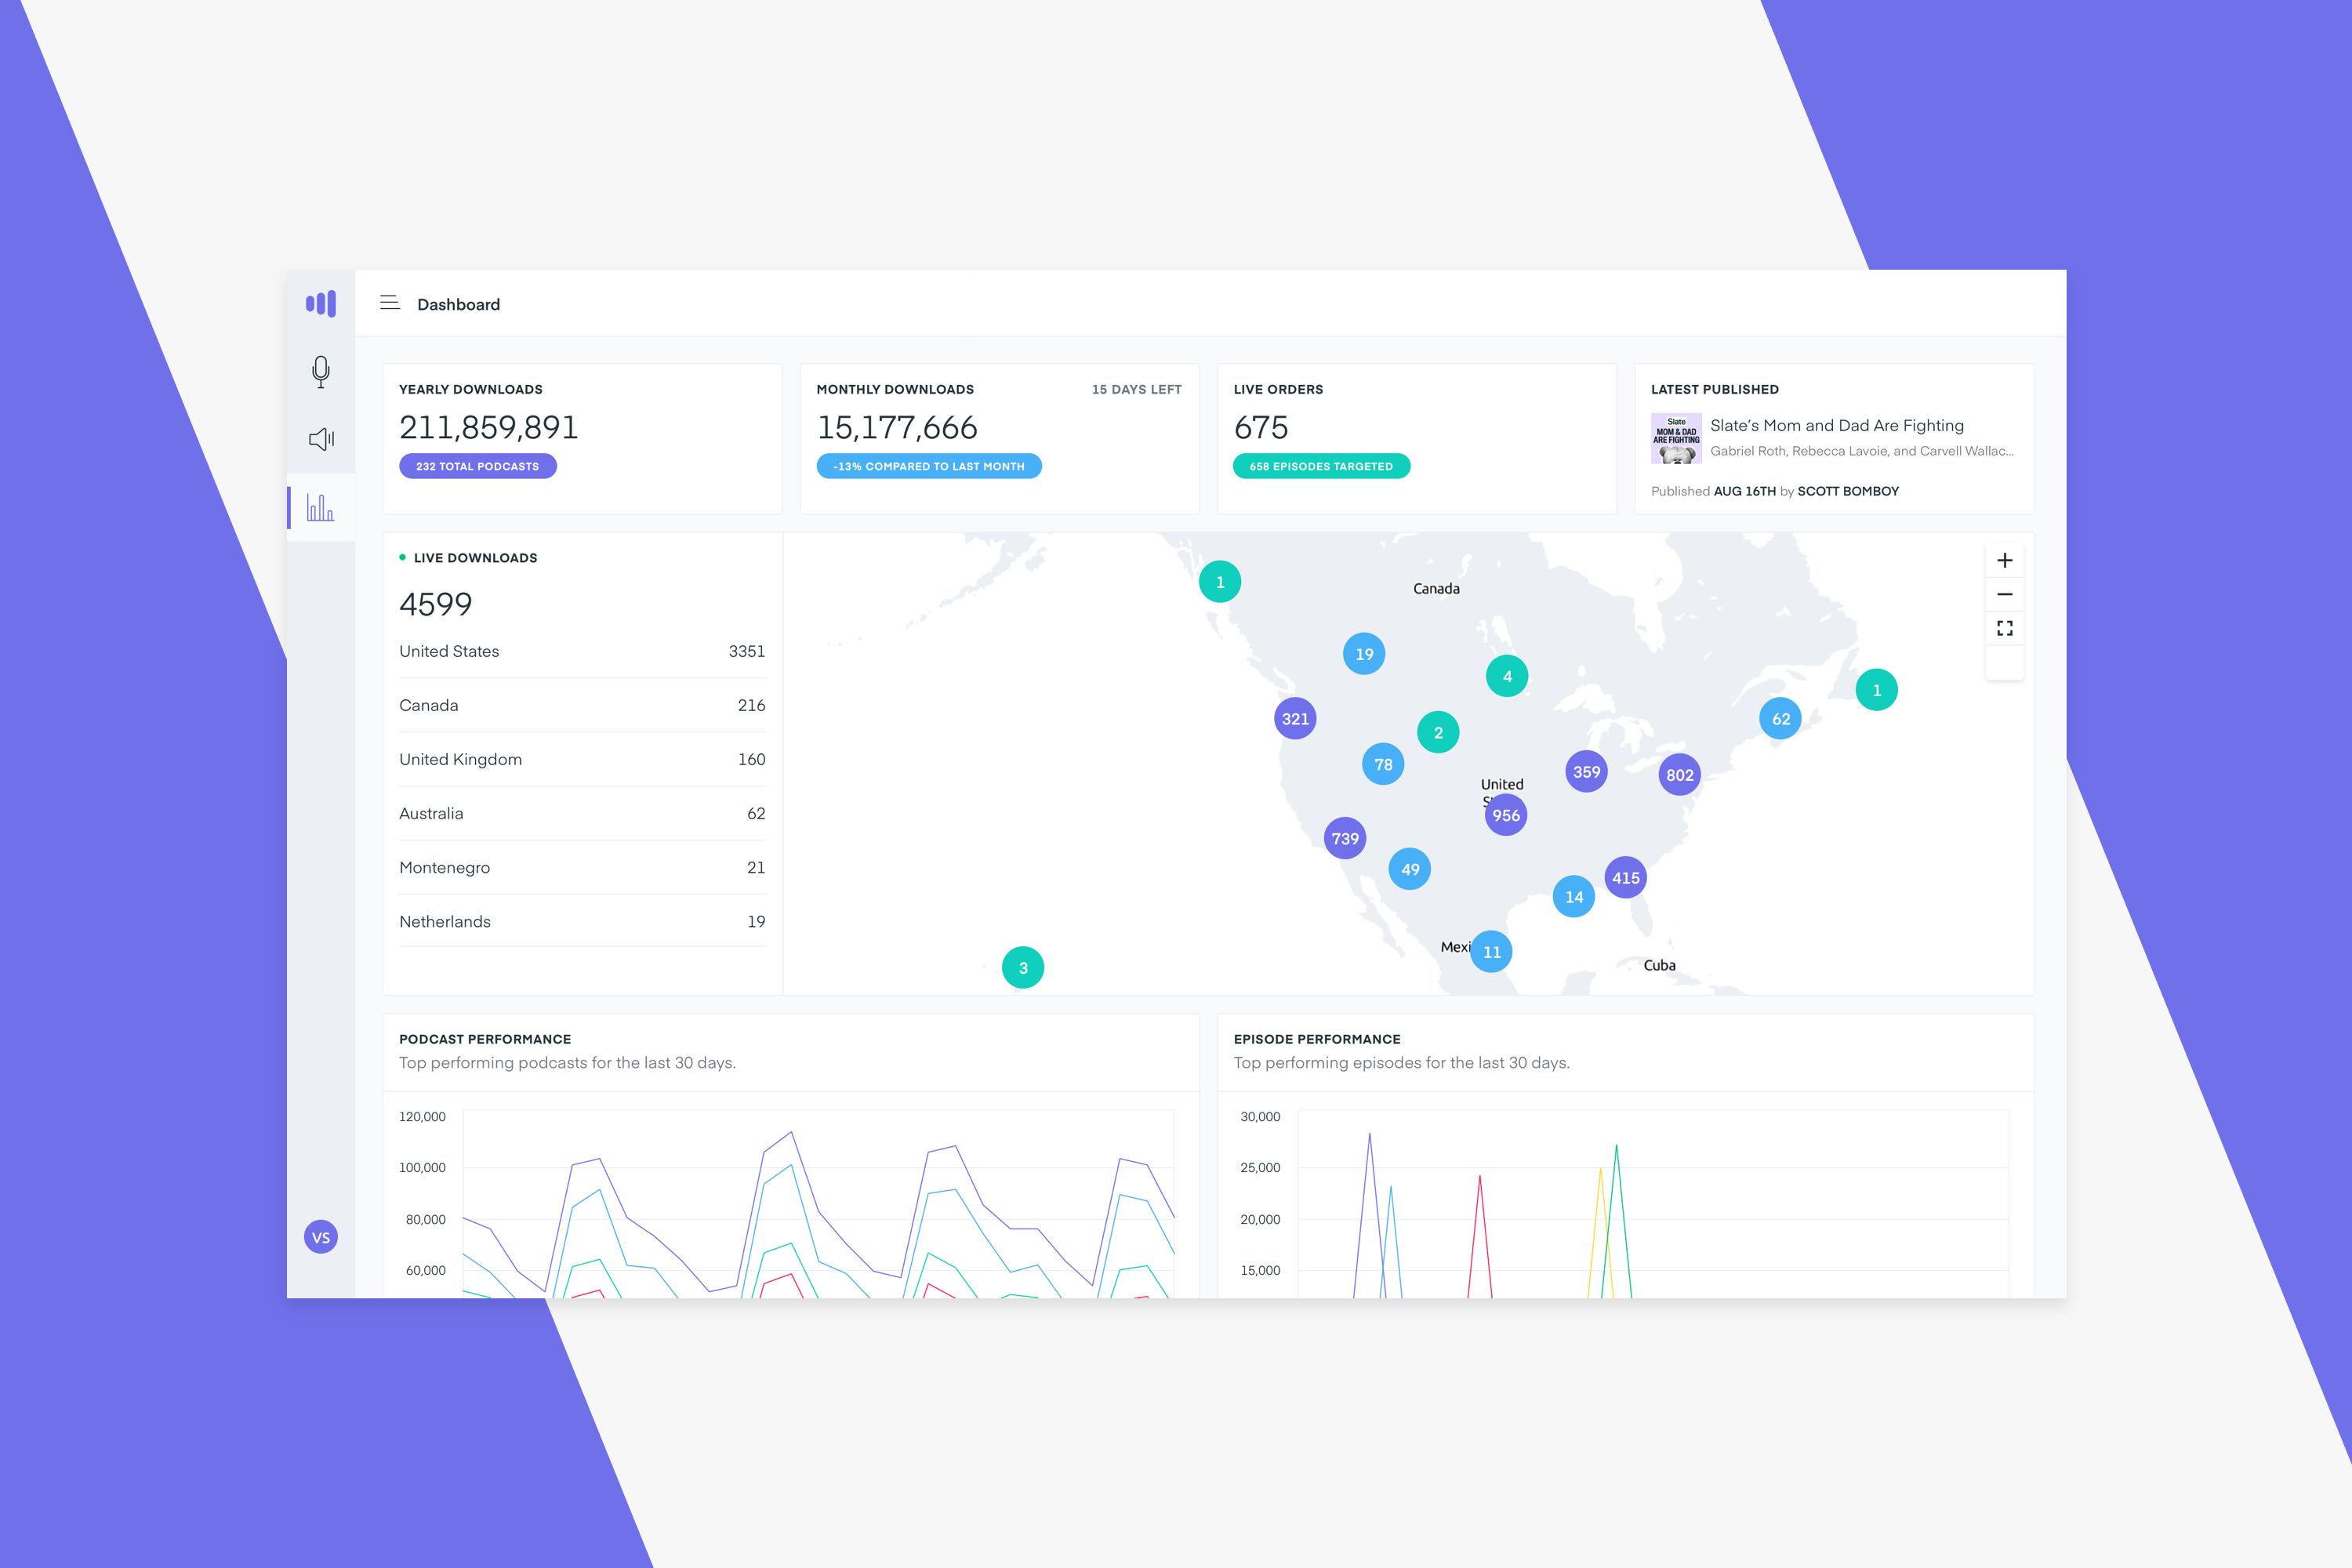 Dashboard
YEARLY DOWNLOADS
211,859,891
232 TOTAL PODCASTS
MONTHLY DOWNLOADS
15 DAYS LEFT
15,177,666
-13% COMPARED TO LAST MONTH
LIVE ORDERS
675
658 EPISODES TARGETED
LATEST PUBLISHED
Slate
MOM & DAD
ARE FIGHTING
Slate's Mom and Dad Are Fighting
Gabriel Roth, Rebecca Lavoie, and Carvell Wallac...
Published AUG 16TH by SCOTT BOMBOY
LIVE DOWNLOADS
4599
United States 3351
Canada 216
United Kingdom 160
Australia 62
Montenegro 21
Netherlands 19
1
Canada
19
4
1
321
62
2
78
359
802
United
956
739
49
415
14
Mexi
11
Cuba
3
PODCAST PERFORMANCE
Top performing podcasts for the last 30 days.
120,000
100,000
80,000
60,000
EPISODE PERFORMANCE
Top performing episodes for the last 30 days.
30,000
25,000
20,000
15,000
VS